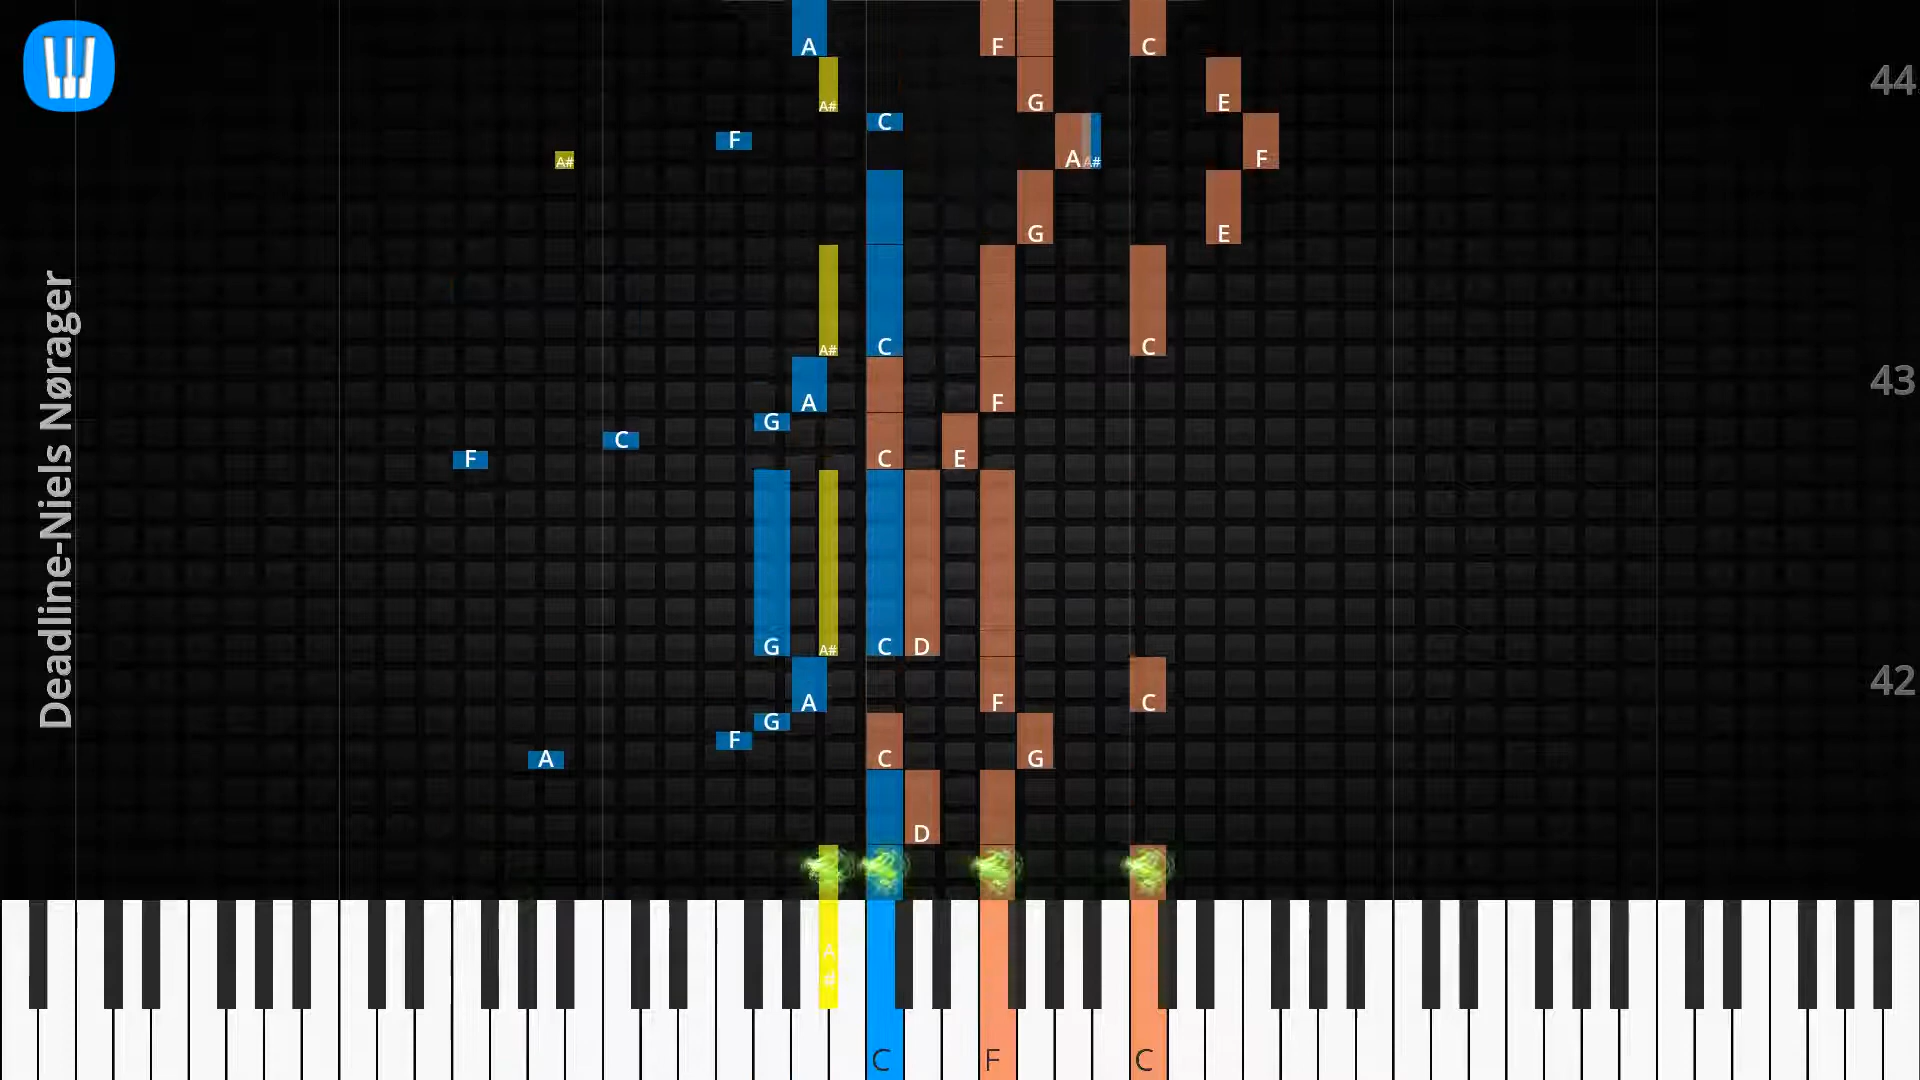 A F C
44
A# G E
C
F
A# A A# F
G E
Deadline-Niels Nørager
A# C C
43
A F
G
C
F C E
G A# C D
42
A F C
G
F
A C G
D
A
#
C F C